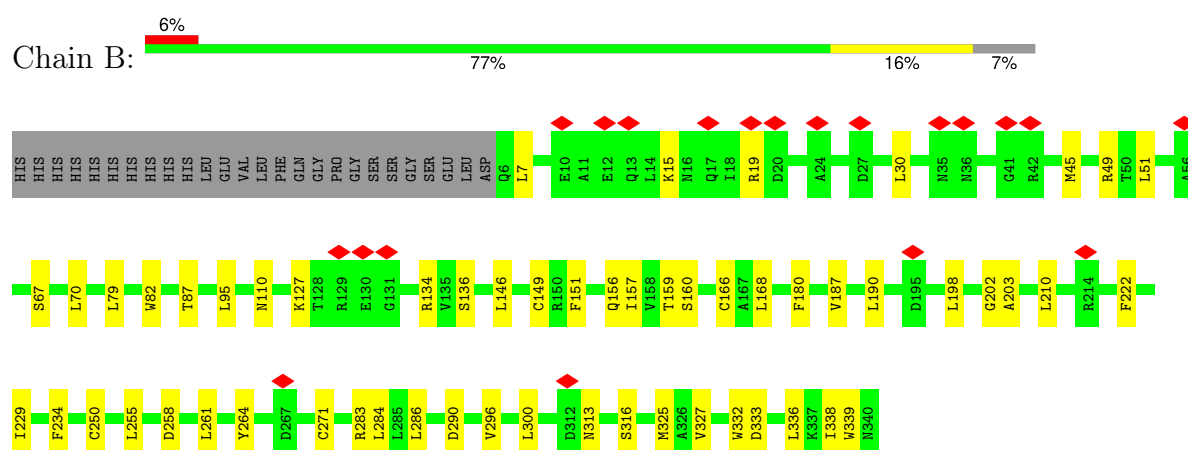 6%
Chain B:
77% 16% 7%
HIS HIS HIS HIS HIS HIS HIS HIS HIS HIS LEU GLU VAL LEU PHE GLN GLY PRO GLY SER SER GLY SER GLU LEU ASP Q6 L7 E10 A11 E12 Q13 L14 K15 N16 Q17 I18 R19 D20 A24 D27 L30 N35 N36 G41 R42 M45 R49 T50 L51 A56
S67 L70 L79 W82 T87 L95 N110 K127 T128 R129 E130 G131 R134 V135 S136 L146 C149 R150 F151 Q156 I157 V158 T159 S160 C166 A167 L168 F180 V187 L190 D195 L198 G202 A203 L210 R214 F222
I229 F234 C250 L255 D258 L261 Y264 D267 C271 R283 L284 L285 L286 D290 V296 L300 D312 N313 S316 M325 A326 V327 W332 D333 L336 K337 I338 W339 N340